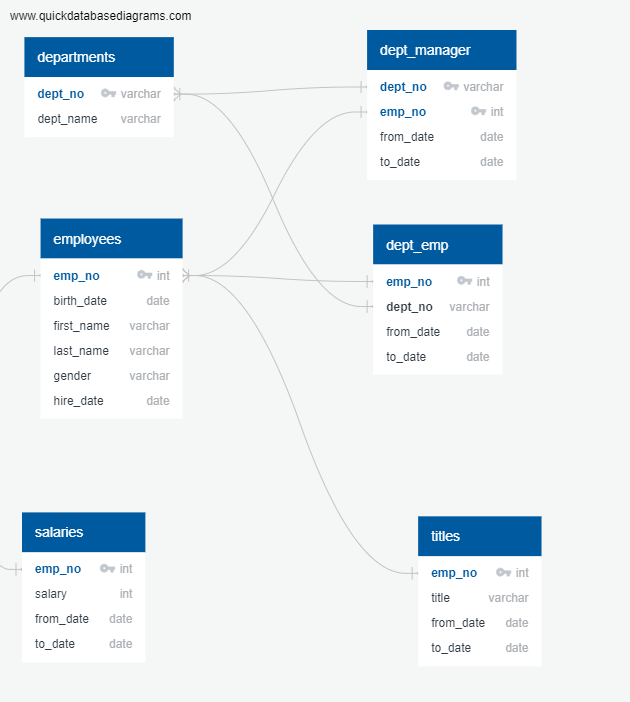 www.quickdatabasediagrams.com
departments
dept_no varchar
dept_name varchar
dept_manager
dept_no varchar
emp_no int
from_date date
to_date date
employees
emp_no int
birth_date date
first_name varchar
last_name varchar
gender varchar
hire_date date
dept_emp
emp_no int
dept_no varchar
from_date date
to_date date
salaries
emp_no int
salary int
from_date date
to_date date
titles
emp_no int
title varchar
from_date date
to_date date